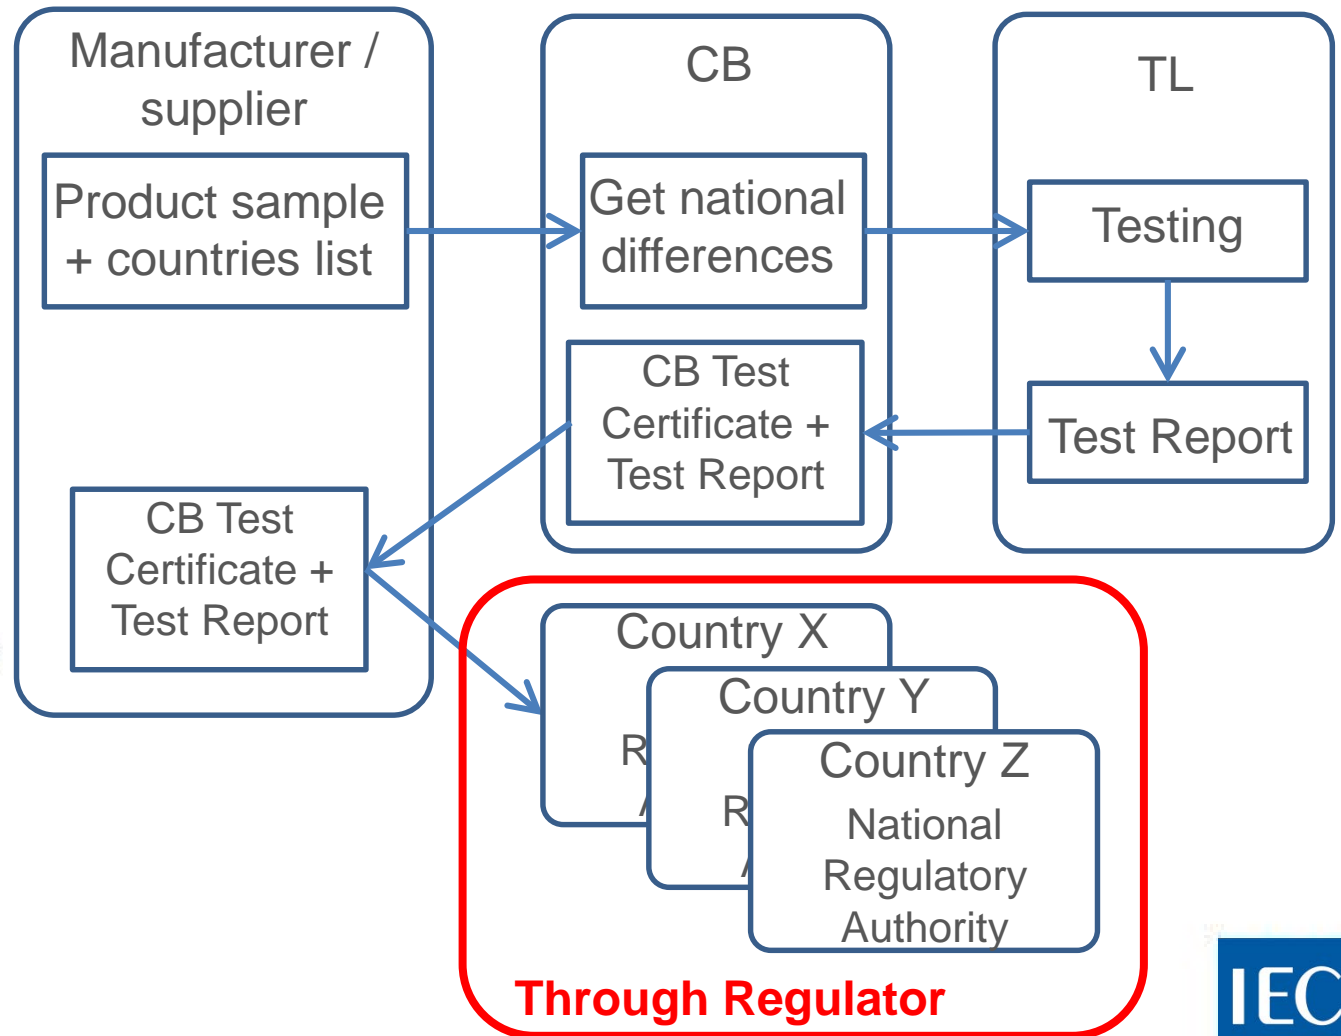 Manufacturer /
supplier
Product sample
+ countries list
CB Test
Certificate +
Test Report
CB
Get national
differences
CB Test
Certificate +
Test Report
TL
Testing
Test Report
Country X
Country Y
Country Z
National
Regulatory
Authority
Through Regulator
IEC